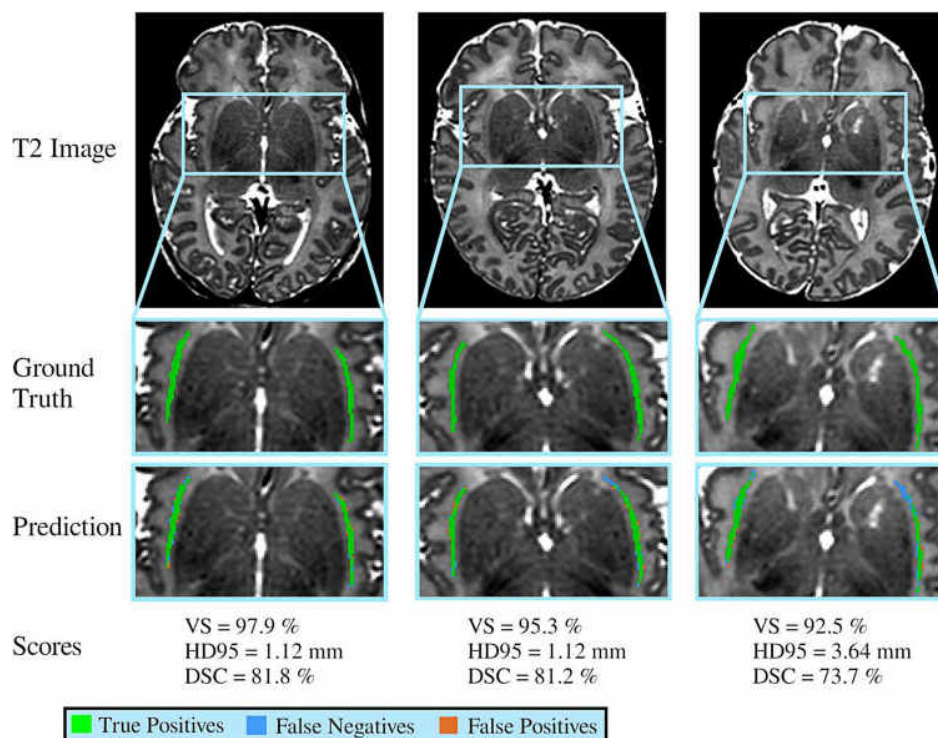 T2 Image
Ground
Truth
Prediction
Scores
VS = 97.9 %
HD95 = 1.12 mm
DSC = 81.8 %
VS = 95.3 %
HD95 = 1.12 mm
DSC = 81.2 %
VS = 92.5 %
HD95 = 3.64 mm
DSC = 73.7 %
True Positives
False Negatives
False Positives